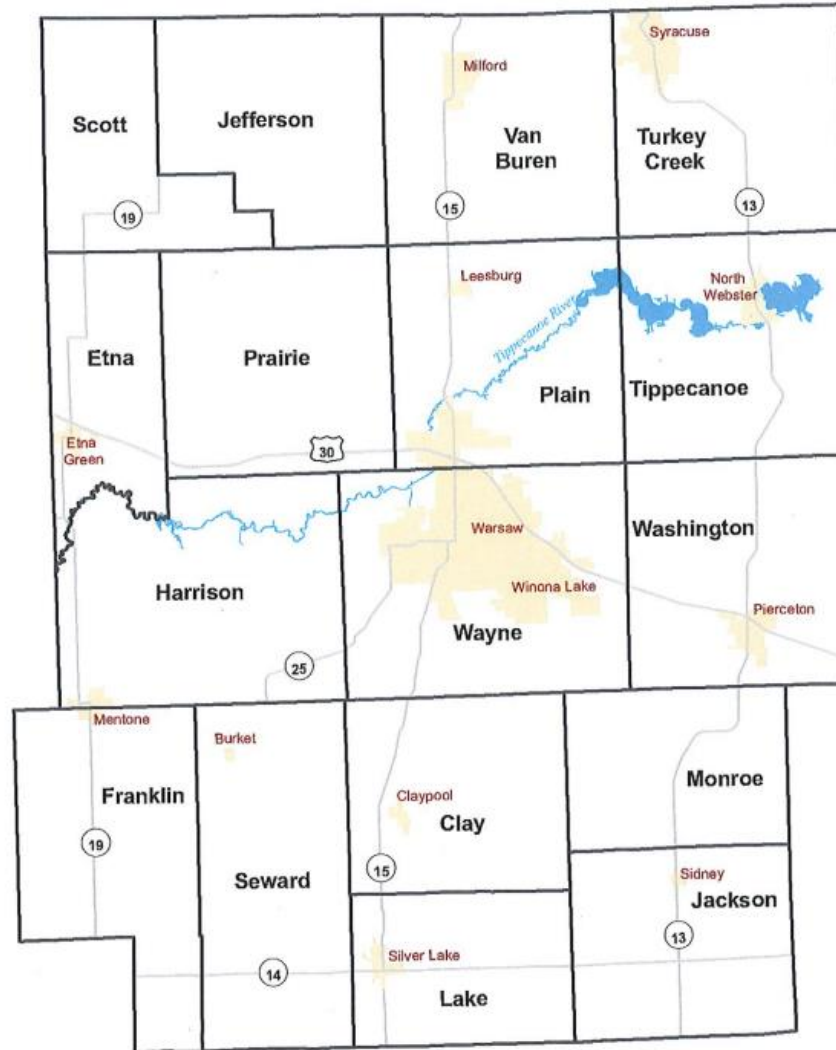 Syracuse
Milford
Scott
Jefferson
Van
Buren
Turkey
Creek
19
15
13
Leesburg
North
Webster
Tippecanoe River
Etna
Prairie
Plain
Tippecanoe
Etna
Green
30
Warsaw
Washington
Harrison
Winona Lake
Pierceton
Wayne
25
Mentone
Burket
Franklin
Claypool
Clay
Monroe
19
15
Seward
Sidney
Jackson
13
Silver Lake
14
Lake